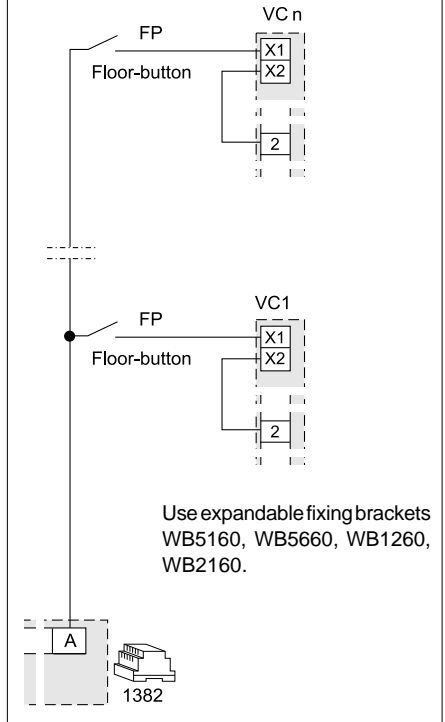 VC n
FP
X1
Floor-button
X2
2
VC1
FP
X1
Floor-button
X2
2
Use expandable fixing brackets
WB5160, WB5660, WB1260,
WB2160.
A
1382